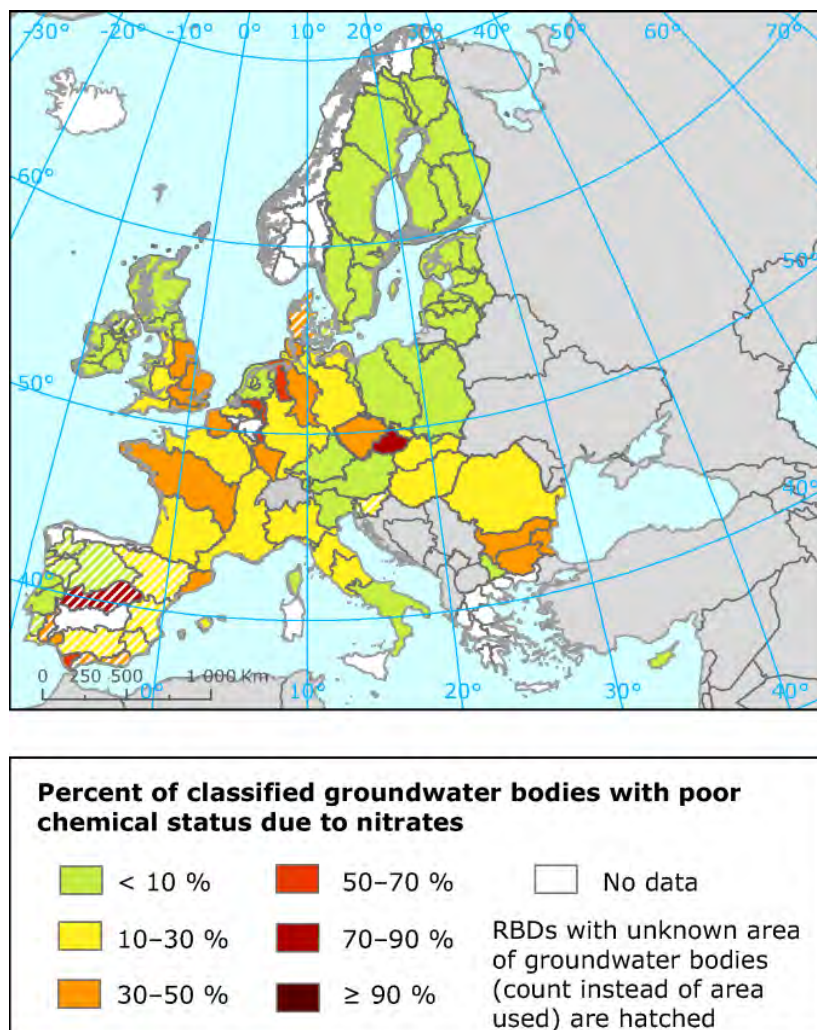 -30° -20° -10° 0° 10° 20° 30° 40° 50° 60° 70°
60°
50°
50°
40°
40°
0 250 500 1 000 Km
0° 10° 20° 30° 40°
Percent of classified groundwater bodies with poor
chemical status due to nitrates
< 10 %
50–70 %
No data
10–30 %
70–90 %
RBDs with unknown area
of groundwater bodies
(count instead of area
used) are hatched
30–50 %
≥ 90 %